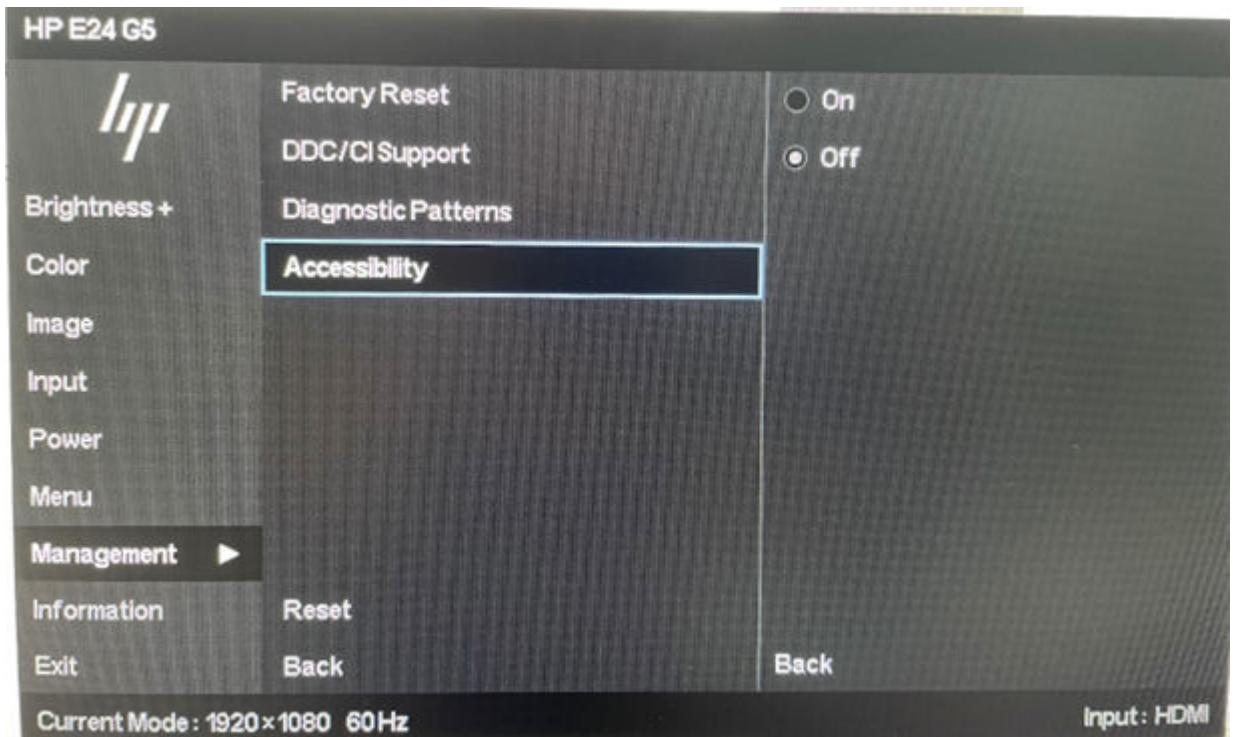 HP E24 G5
hp
Brightness +
Color
Image
Input
Power
Menu
Management
Information
Exit
Factory Reset
DDC/CI Support
Diagnostic Patterns
Accessibility
Reset
Back
On
Off
Back
Current Mode : 1920×1080 60Hz
Input : HDMI